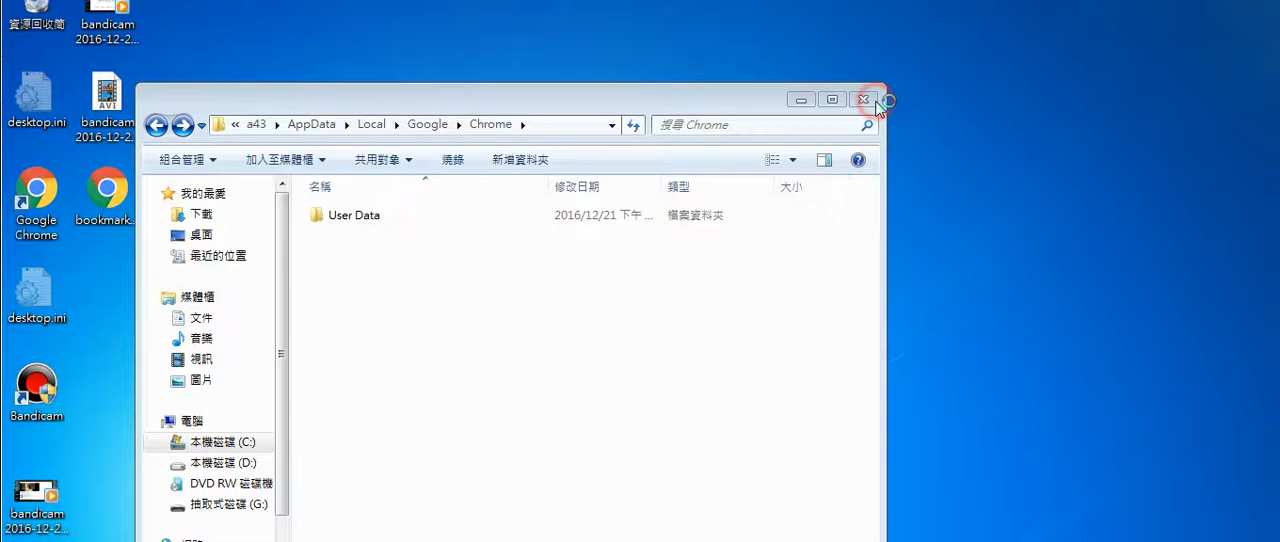 資源回收筒
bandicam
2016-12-2...
desktop.ini
bandicam
2016-12-2...
Google
Chrome
bookmark...
desktop.ini
Bandicam
bandicam
2016-12-2...
« a43 ▸ AppData ▸ Local ▸ Google ▸ Chrome ▸
搜尋 Chrome
組合管理 加入至媒體櫃 共用對象 燒錄 新增資料夾
名稱 修改日期 類型 大小
User Data 2016/12/21 下午 ... 檔案資料夾
我的最愛
下載
桌面
最近的位置
媒體櫃
文件
音樂
視訊
圖片
電腦
本機磁碟 (C:)
本機磁碟 (D:)
DVD RW 磁碟機
抽取式磁碟 (G:)
AVI